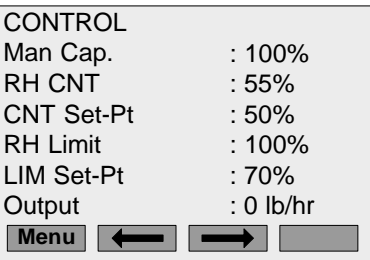 CONTROL
Man Cap. : 100%
RH CNT : 55%
CNT Set-Pt : 50%
RH Limit : 100%
LIM Set-Pt : 70%
Output : 0 lb/hr
Menu